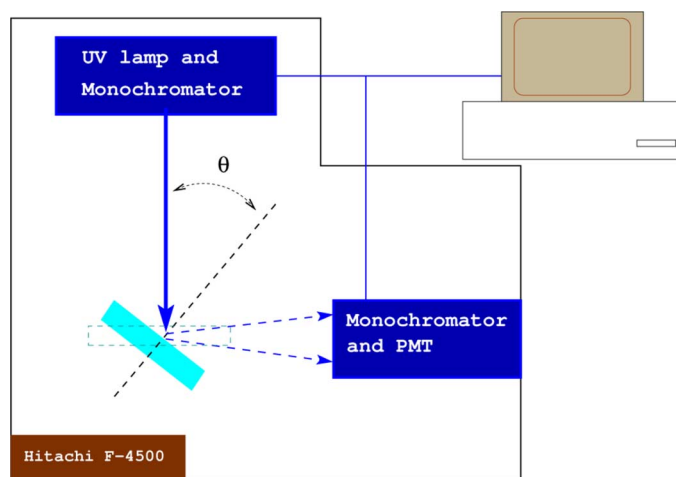 UV lamp and
Monochromator
θ
Monochromator
and PMT
Hitachi F-4500